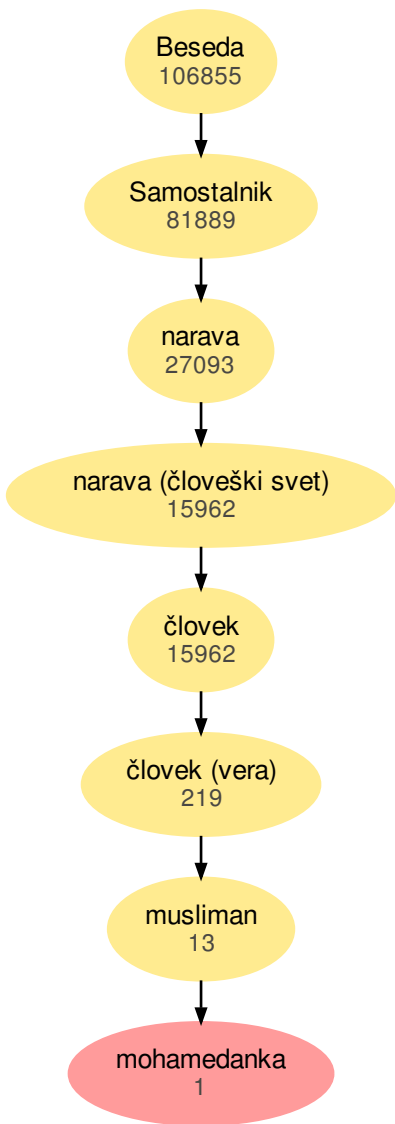 Beseda
106855
Samostalnik
81889
narava
27093
narava (človeški svet)
15962
človek
15962
človek (vera)
219
musliman
13
mohamedanka
1